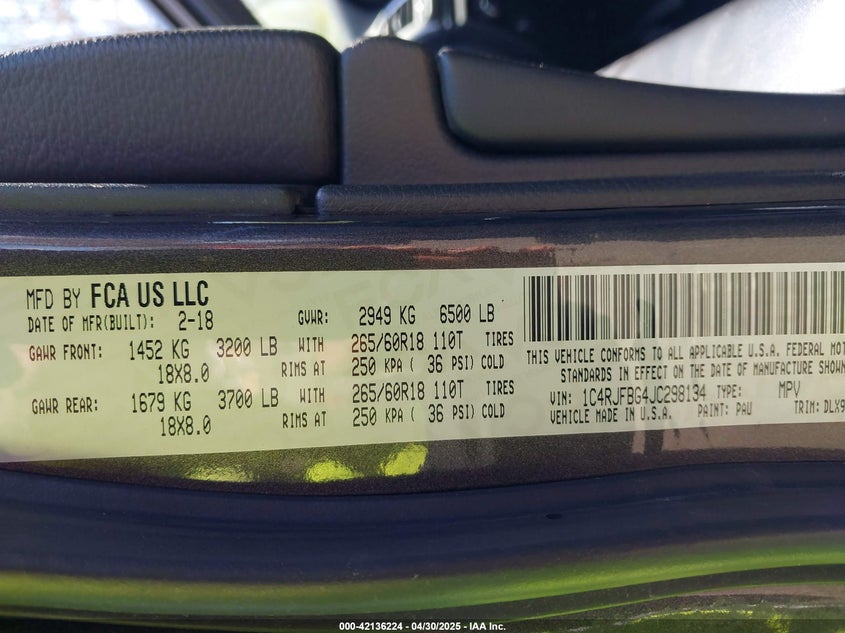 MFD BY FCA US LLC
DATE OF MFR(BUILT): 2-18 GVWR: 2949 KG 6500 LB
GAWR FRONT: 1452 KG 3200 LB WITH 265/60R18 110T TIRES
18X8.0 RIMS AT 250 KPA ( 36 PSI) COLD
GAWR REAR: 1679 KG 3700 LB WITH 265/60R18 110T TIRES
18X8.0 RIMS AT 250 KPA ( 36 PSI) COLD
THIS VEHICLE CONFORMS TO ALL APPLICABLE U.S.A. FEDERAL MOT
STANDARDS IN EFFECT ON THE DATE OF MANUFACTURE SHOWN
VIN: 1C4RJFBG4JC298134 TYPE: MPV
VEHICLE MADE IN U.S.A. PAINT: PAU TRIM: DLX9
000-42136224 - 04/30/2025 - IAA Inc.